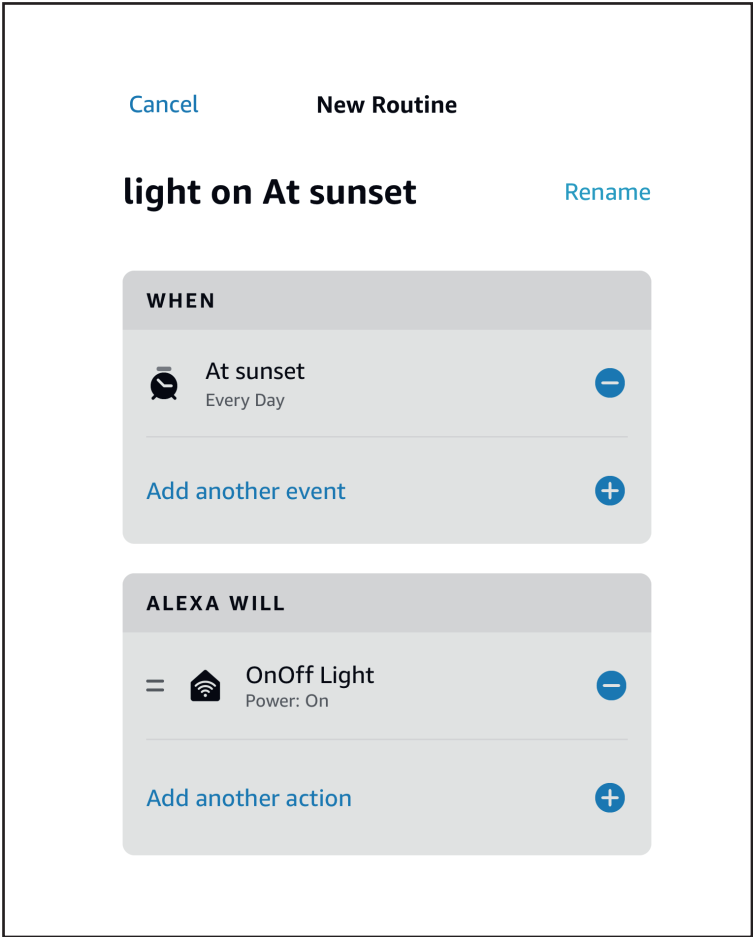 Cancel
New Routine
light on At sunset
Rename
WHEN
At sunset
Every Day
Add another event
ALEXA WILL
OnOff Light
Power: On
Add another action